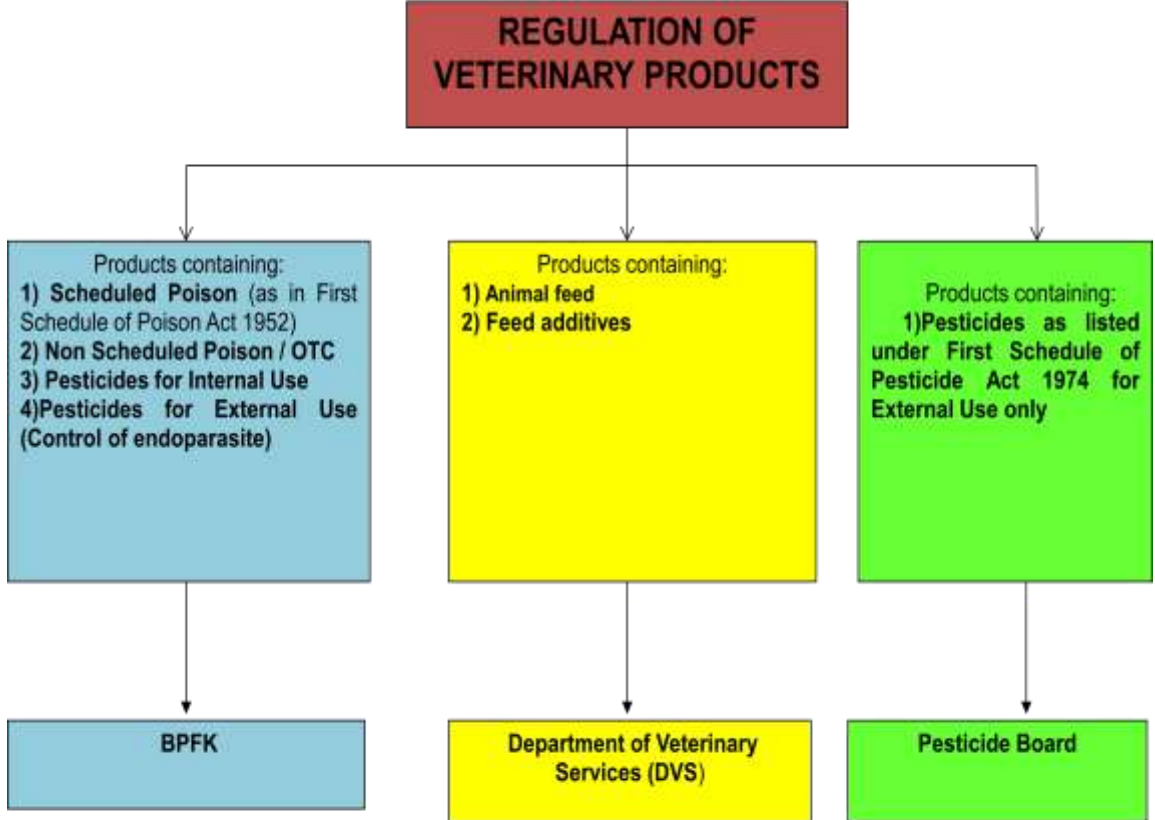 REGULATION OF
VETERINARY PRODUCTS
Products containing:
1) Scheduled Poison (as in First
Schedule of Poison Act 1952)
2) Non Scheduled Poison / OTC
3) Pesticides for Internal Use
4)Pesticides for External Use
(Control of endoparasite)
Products containing:
1) Animal feed
2) Feed additives
Products containing:
1)Pesticides as listed
under First Schedule of
Pesticide Act 1974 for
External Use only
BPFK
Department of Veterinary
Services (DVS)
Pesticide Board